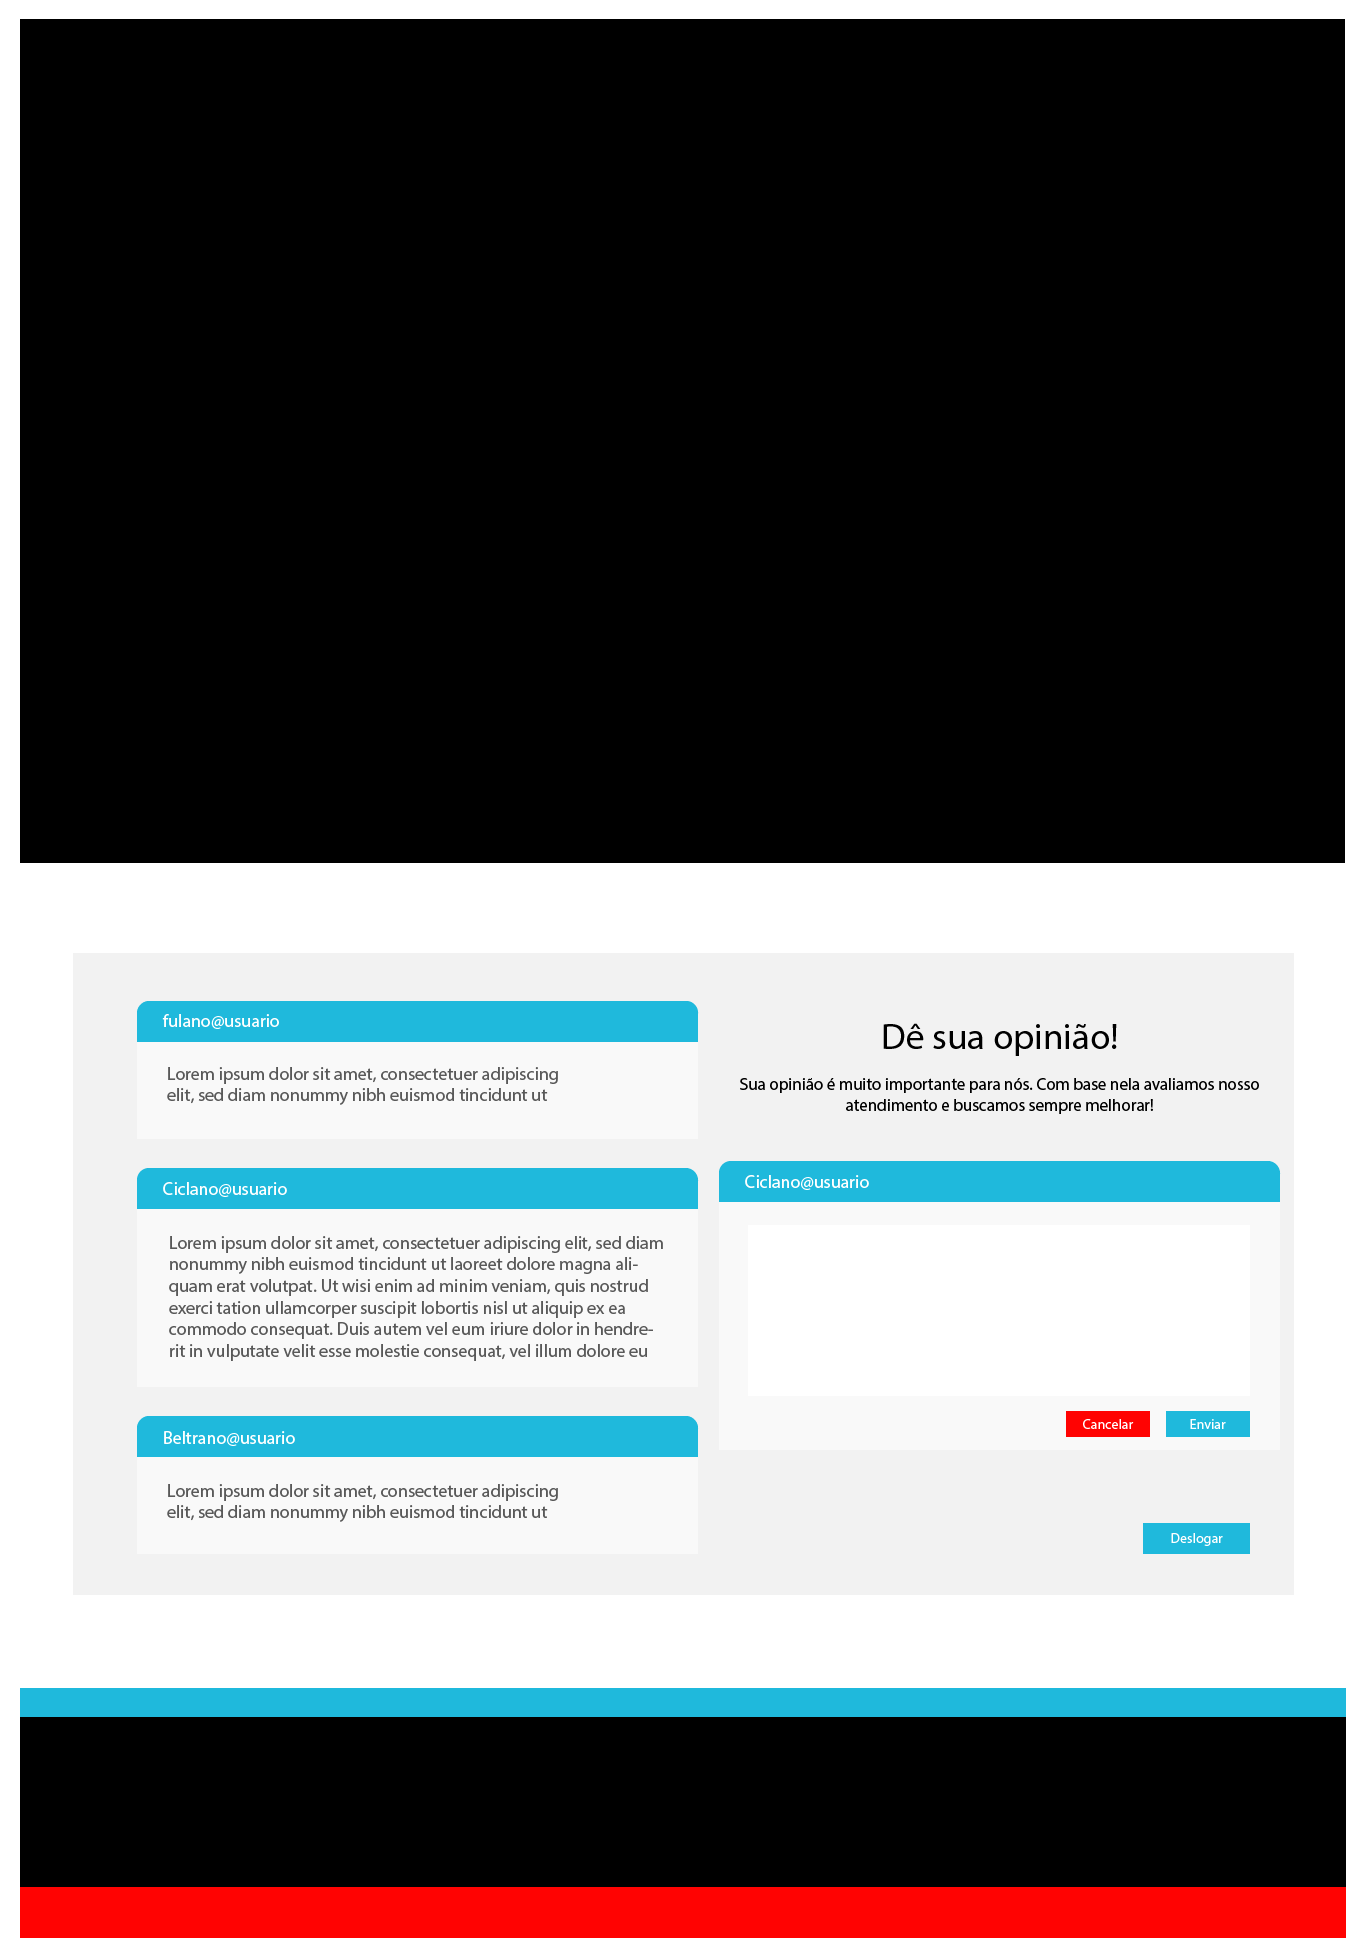 fulano@usuario
Lorem ipsum dolor sit amet, consectetuer adipiscing
elit, sed diam nonummy nibh euismod tincidunt ut
Ciclano@usuario
Lorem ipsum dolor sit amet, consectetuer adipiscing elit, sed diam
nonummy nibh euismod tincidunt ut laoreet dolore magna ali-
quam erat volutpat. Ut wisi enim ad minim veniam, quis nostrud
exerci tation ullamcorper suscipit lobortis nisl ut aliquip ex ea
commodo consequat. Duis autem vel eum iriure dolor in hendre-
rit in vulputate velit esse molestie consequat, vel illum dolore eu
Beltrano@usuario
Lorem ipsum dolor sit amet, consectetuer adipiscing
elit, sed diam nonummy nibh euismod tincidunt ut
Dê sua opinião!
Sua opinião é muito importante para nós. Com base nela avaliamos nosso
atendimento e buscamos sempre melhorar!
Ciclano@usuario
Cancelar
Enviar
Deslogar